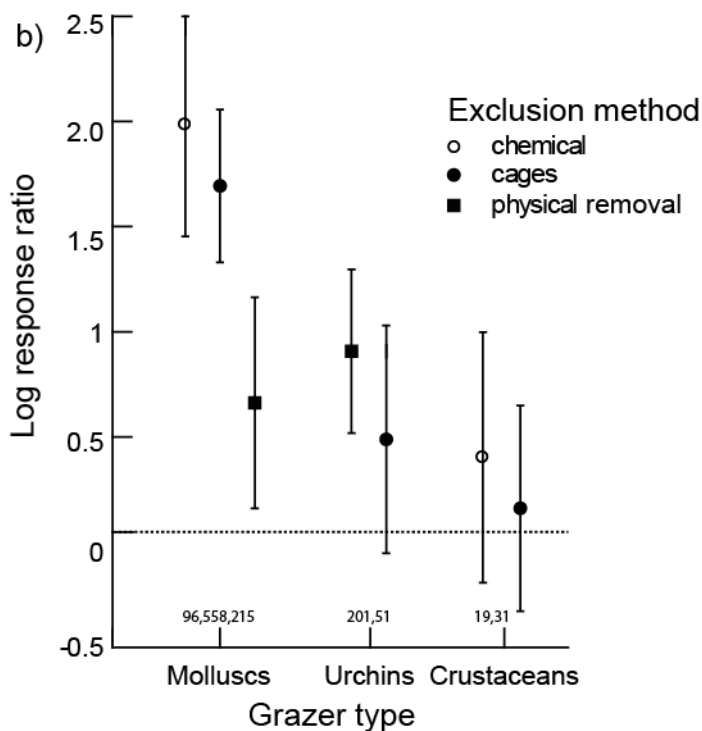 b)
2.5
2.0
1.5
1
0.5
0
-0.5
Log response ratio
Exclusion method
chemical
cages
physical removal
96,558,215
201,51
19,31
Molluscs
Urchins
Crustaceans
Grazer type